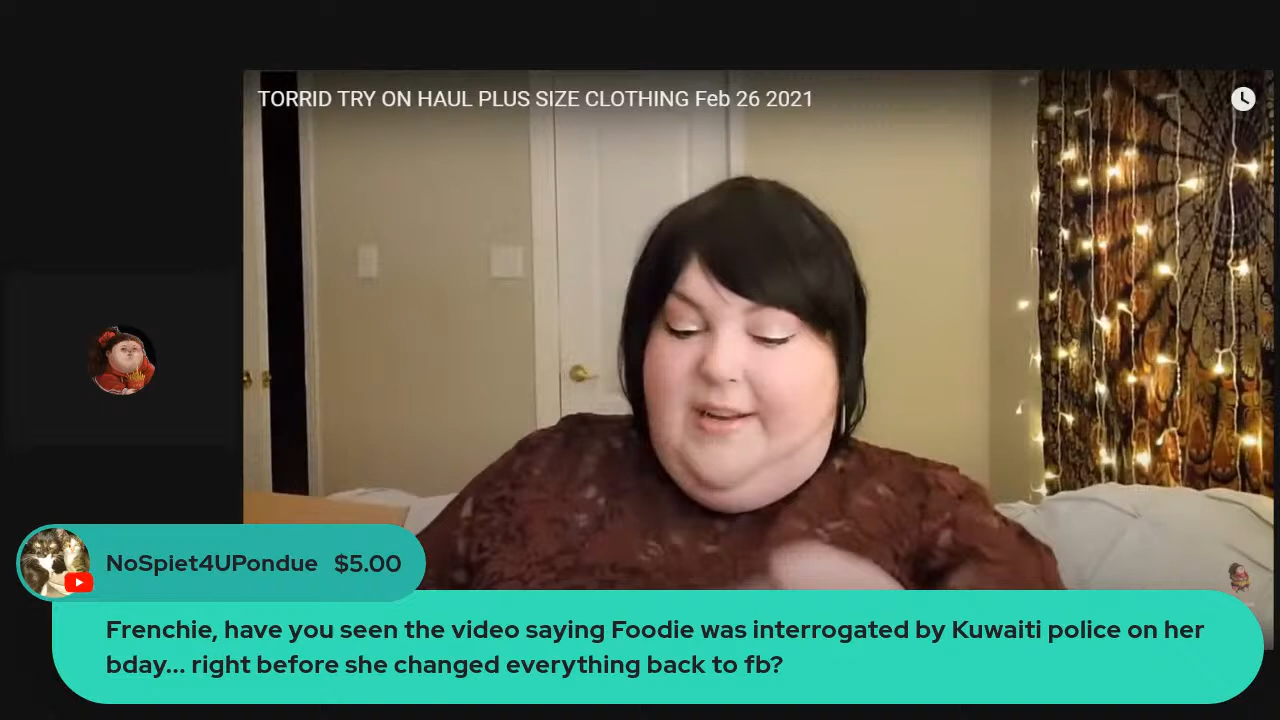 TORRID TRY ON HAUL PLUS SIZE CLOTHING Feb 26 2021
NoSpiet4UPondue $5.00
Frenchie, have you seen the video saying Foodie was interrogated by Kuwaiti police on her
bday... right before she changed everything back to fb?